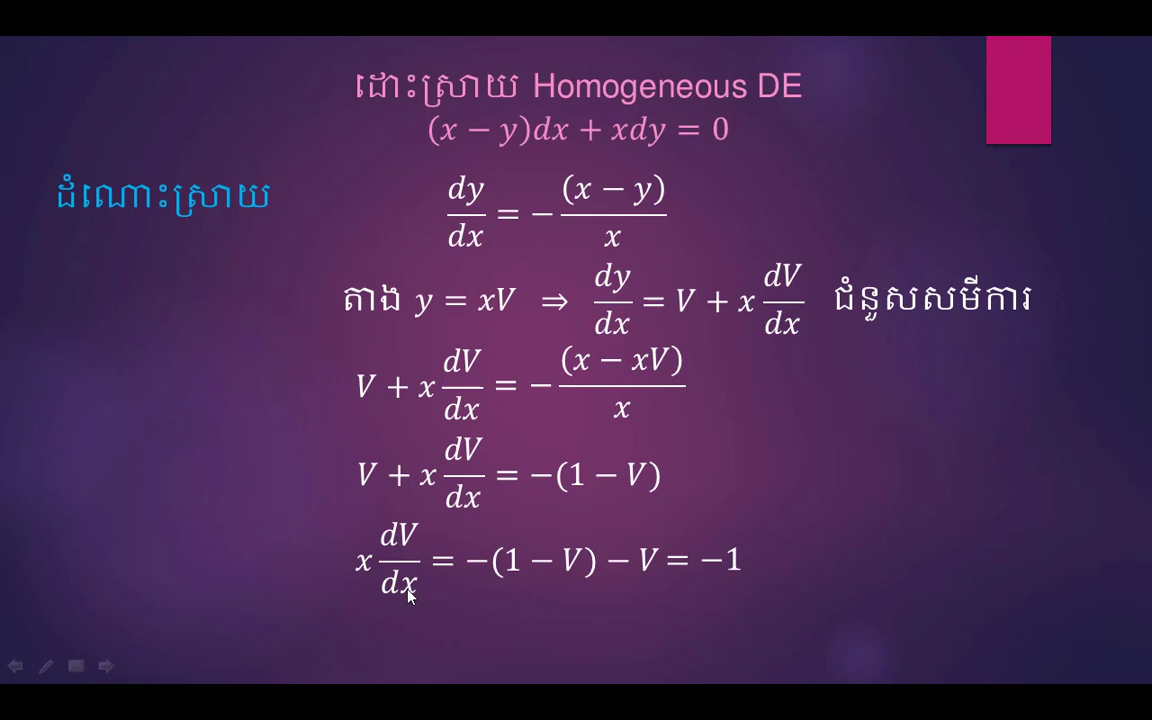 ដោះស្រាយ Homogeneous DE
(x − y)dx + xdy = 0
ដំណោះស្រាយ
dy/dx = −(x − y)/x
តាង y = xV ⇒ dy/dx = V + x dV/dx ជំនួសសមីការ
V + x dV/dx = −(x − xV)/x
V + x dV/dx = −(1 − V)
x dV/dx = −(1 − V) − V = −1